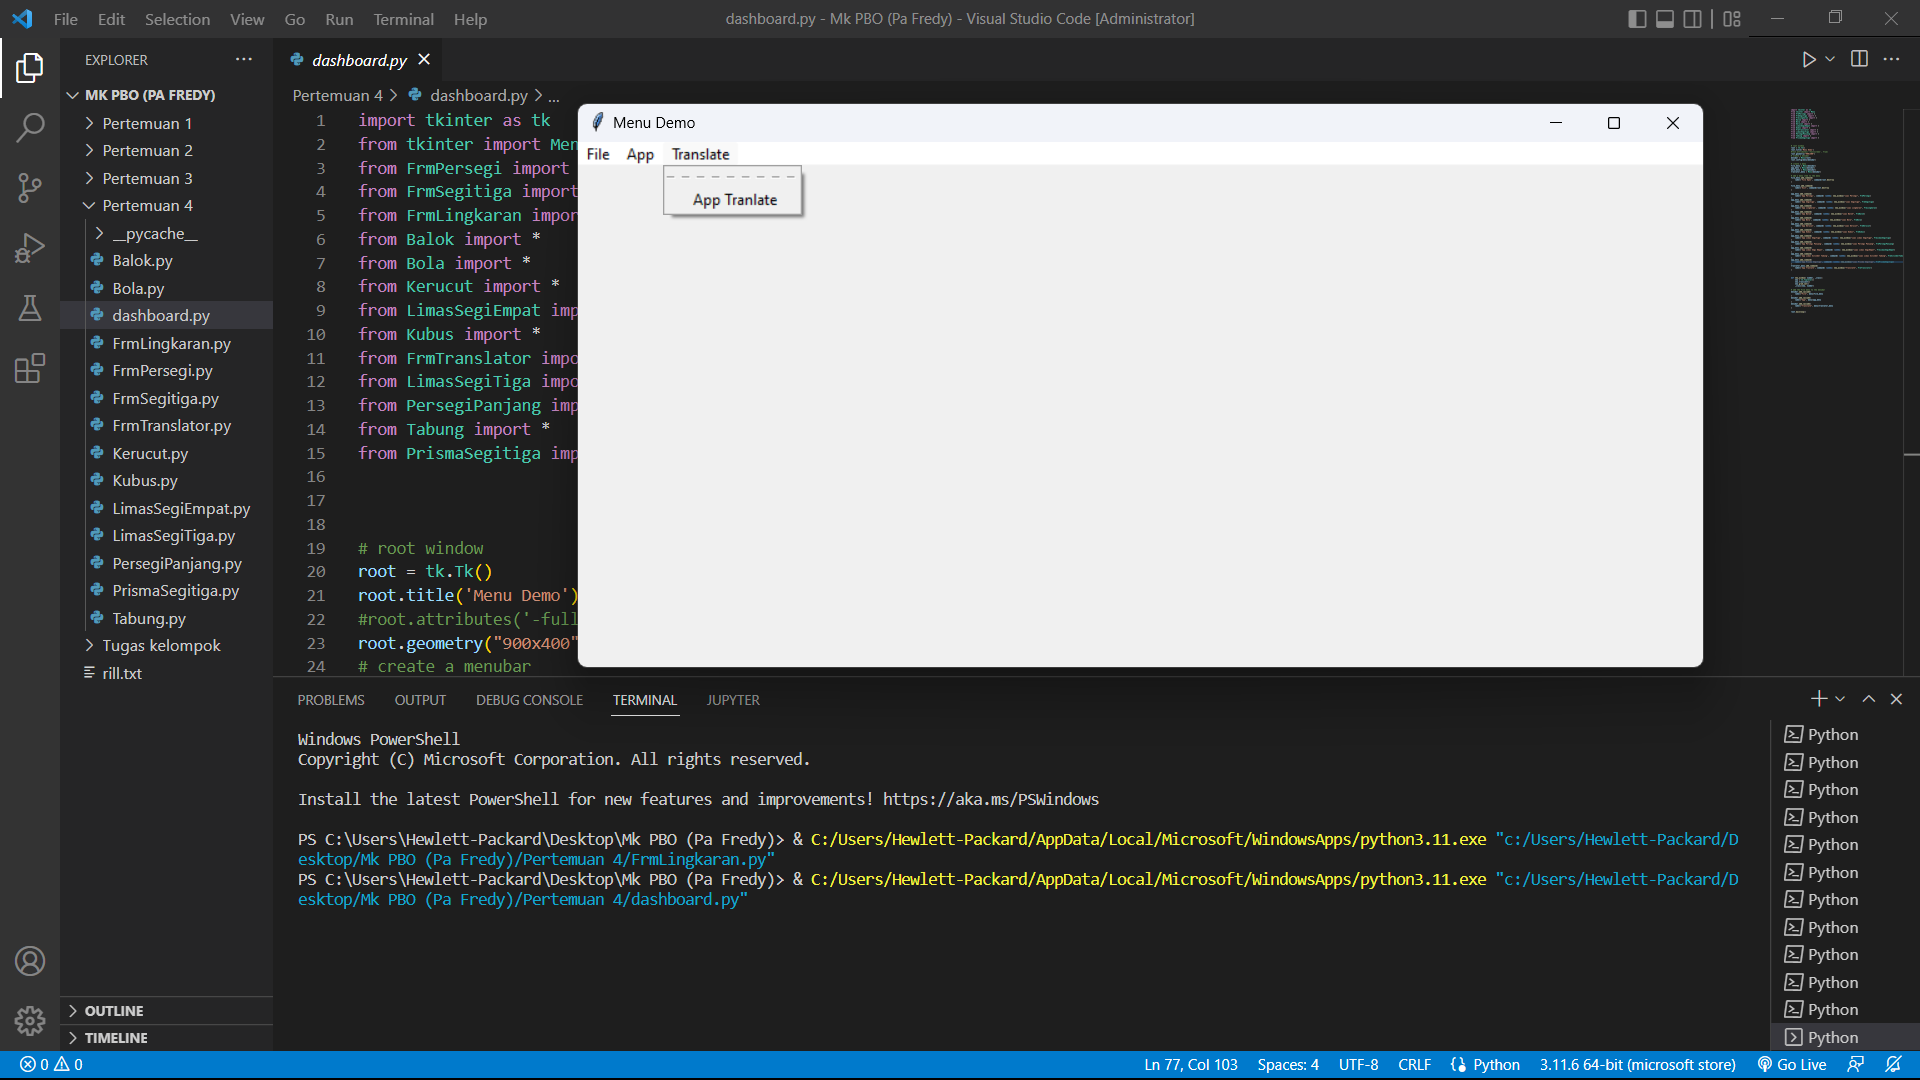 File Edit Selection View Go Run Terminal Help
dashboard.py - Mk PBO (Pa Fredy) - Visual Studio Code [Administrator]
EXPLORER
MK PBO (PA FREDY)
Pertemuan 1
Pertemuan 2
Pertemuan 3
Pertemuan 4
__pycache__
Balok.py
Bola.py
dashboard.py
FrmLingkaran.py
FrmPersegi.py
FrmSegitiga.py
FrmTranslator.py
Kerucut.py
Kubus.py
LimasSegiEmpat.py
LimasSegiTiga.py
PersegiPanjang.py
PrismaSegitiga.py
Tabung.py
Tugas kelompok
rill.txt
OUTLINE
TIMELINE
dashboard.py
Pertemuan 4 > dashboard.py > ...
1 import tkinter as tk
2 from tkinter import Men
3 from FrmPersegi import
4 from FrmSegitiga import
5 from FrmLingkaran impor
6 from Balok import *
7 from Bola import *
8 from Kerucut import *
9 from LimasSegiEmpat imp
10 from Kubus import *
11 from FrmTranslator impo
12 from LimasSegiTiga impo
13 from PersegiPanjang imp
14 from Tabung import *
15 from PrismaSegitiga imp
16
17
18
19 # root window
20 root = tk.Tk()
21 root.title('Menu Demo')
22 #root.attributes('-full
23 root.geometry("900x400"
24 # create a menubar
Menu Demo
File App Translate
App Tranlate
PROBLEMS OUTPUT DEBUG CONSOLE TERMINAL JUPYTER
Windows PowerShell
Copyright (C) Microsoft Corporation. All rights reserved.
Install the latest PowerShell for new features and improvements! https://aka.ms/PSWindows
PS C:\Users\Hewlett-Packard\Desktop\Mk PBO (Pa Fredy)> & C:/Users/Hewlett-Packard/AppData/Local/Microsoft/WindowsApps/python3.11.exe "c:/Users/Hewlett-Packard/D
esktop/Mk PBO (Pa Fredy)/Pertemuan 4/FrmLingkaran.py"
PS C:\Users\Hewlett-Packard\Desktop\Mk PBO (Pa Fredy)> & C:/Users/Hewlett-Packard/AppData/Local/Microsoft/WindowsApps/python3.11.exe "c:/Users/Hewlett-Packard/D
esktop/Mk PBO (Pa Fredy)/Pertemuan 4/dashboard.py"
Python
Python
Python
Python
Python
Python
Python
Python
Python
Python
Python
Python
0 0
Ln 77, Col 103 Spaces: 4 UTF-8 CRLF Python 3.11.6 64-bit (microsoft store) Go Live